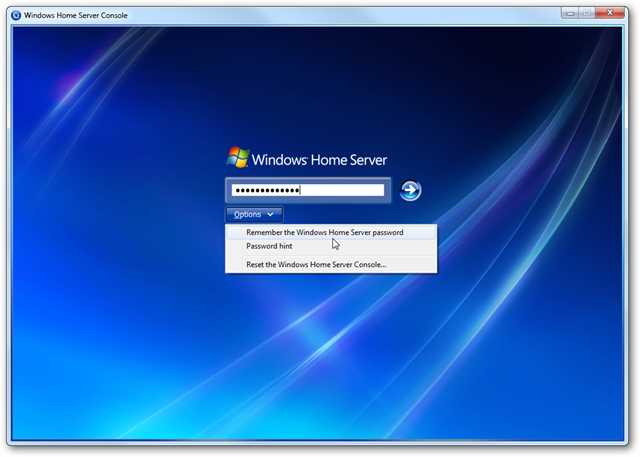 Windows Home Server Console
Windows Home Server
•••••••••••••
Options
Remember the Windows Home Server password
Password hint
Reset the Windows Home Server Console...